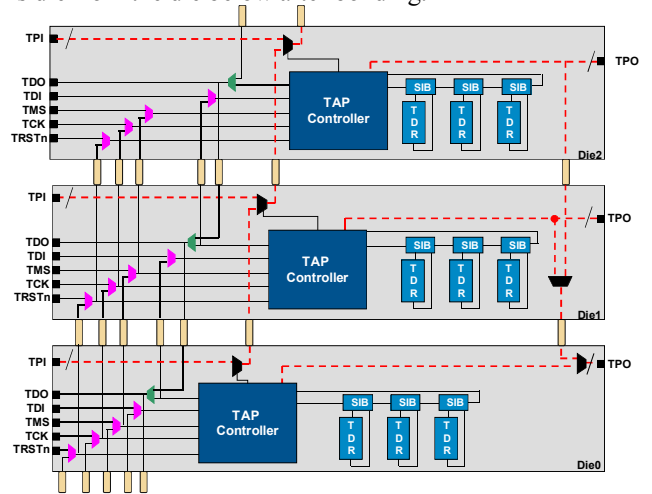 TPI
TPO
TDO
TDI
TMS
TCK
TRSTn
TAP
Controller
SIB SIB SIB
TDR TDR TDR
Die2
TPI
TPO
TDO
TDI
TMS
TCK
TRSTn
TAP
Controller
SIB SIB SIB
TDR TDR TDR
Die1
TPI
TPO
TDO
TDI
TMS
TCK
TRSTn
TAP
Controller
SIB SIB SIB
TDR TDR TDR
Die0